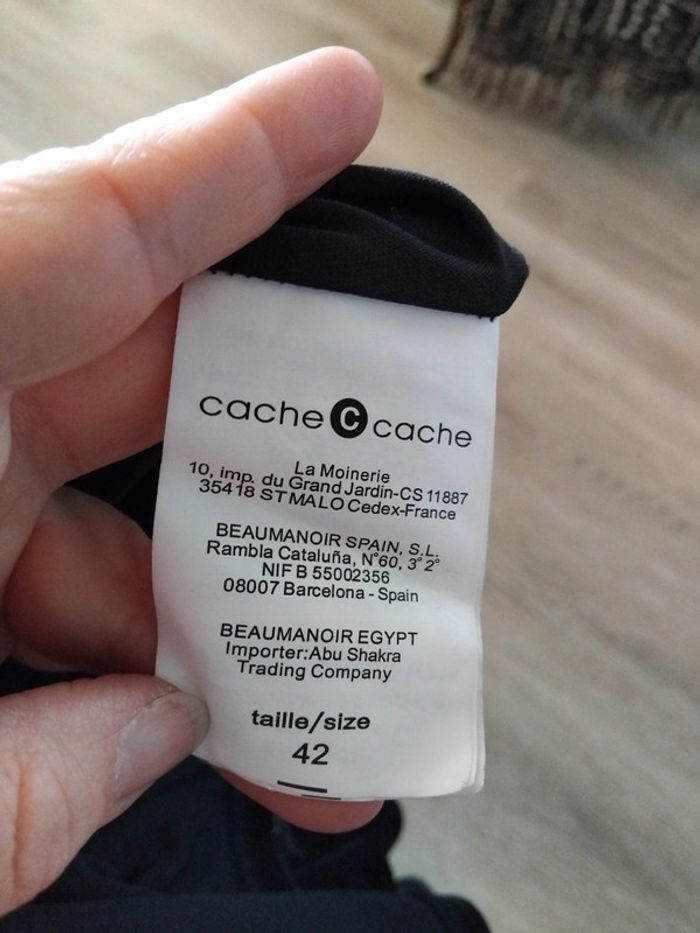 cache C cache
La Moinerie
10, imp. du Grand Jardin-CS 11887
35418 ST MALO Cedex-France
BEAUMANOIR SPAIN, S.L.
Rambla Cataluña, N°60, 3° 2°
NIF B 55002356
08007 Barcelona - Spain
BEAUMANOIR EGYPT
Importer:Abu Shakra
Trading Company
taille/size
42